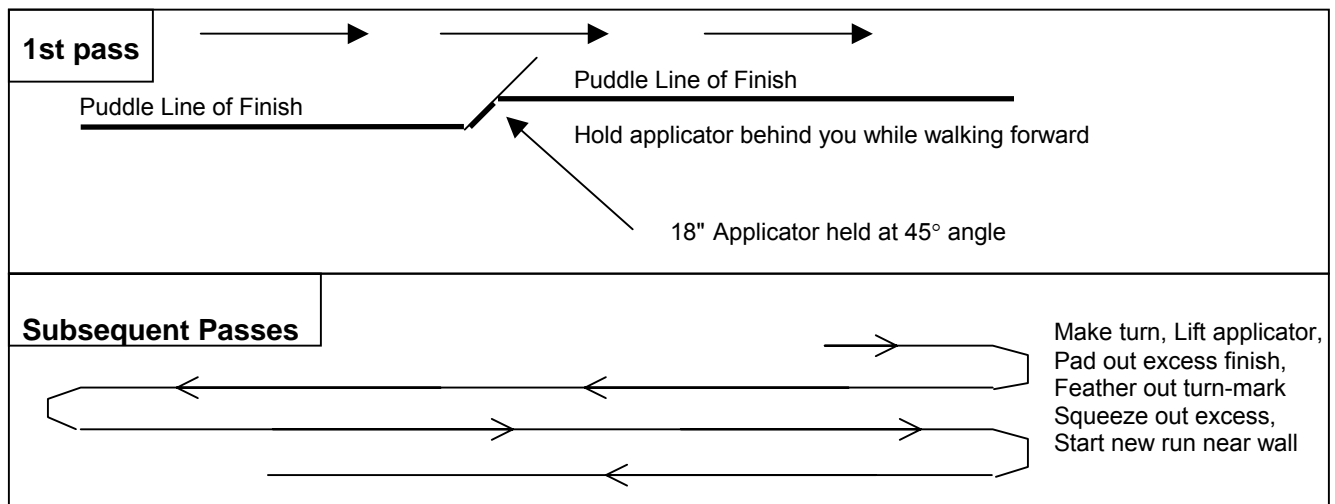 1st pass
Puddle Line of Finish
Puddle Line of Finish
Hold applicator behind you while walking forward
18" Applicator held at 45° angle
Subsequent Passes
Make turn, Lift applicator,
Pad out excess finish,
Feather out turn-mark
Squeeze out excess,
Start new run near wall